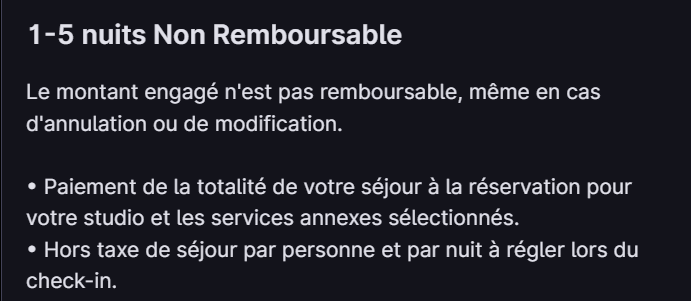 1-5 nuits Non Remboursable
Le montant engagé n'est pas remboursable, même en cas
d'annulation ou de modification.
• Paiement de la totalité de votre séjour à la réservation pour
votre studio et les services annexes sélectionnés.
• Hors taxe de séjour par personne et par nuit à régler lors du
check-in.